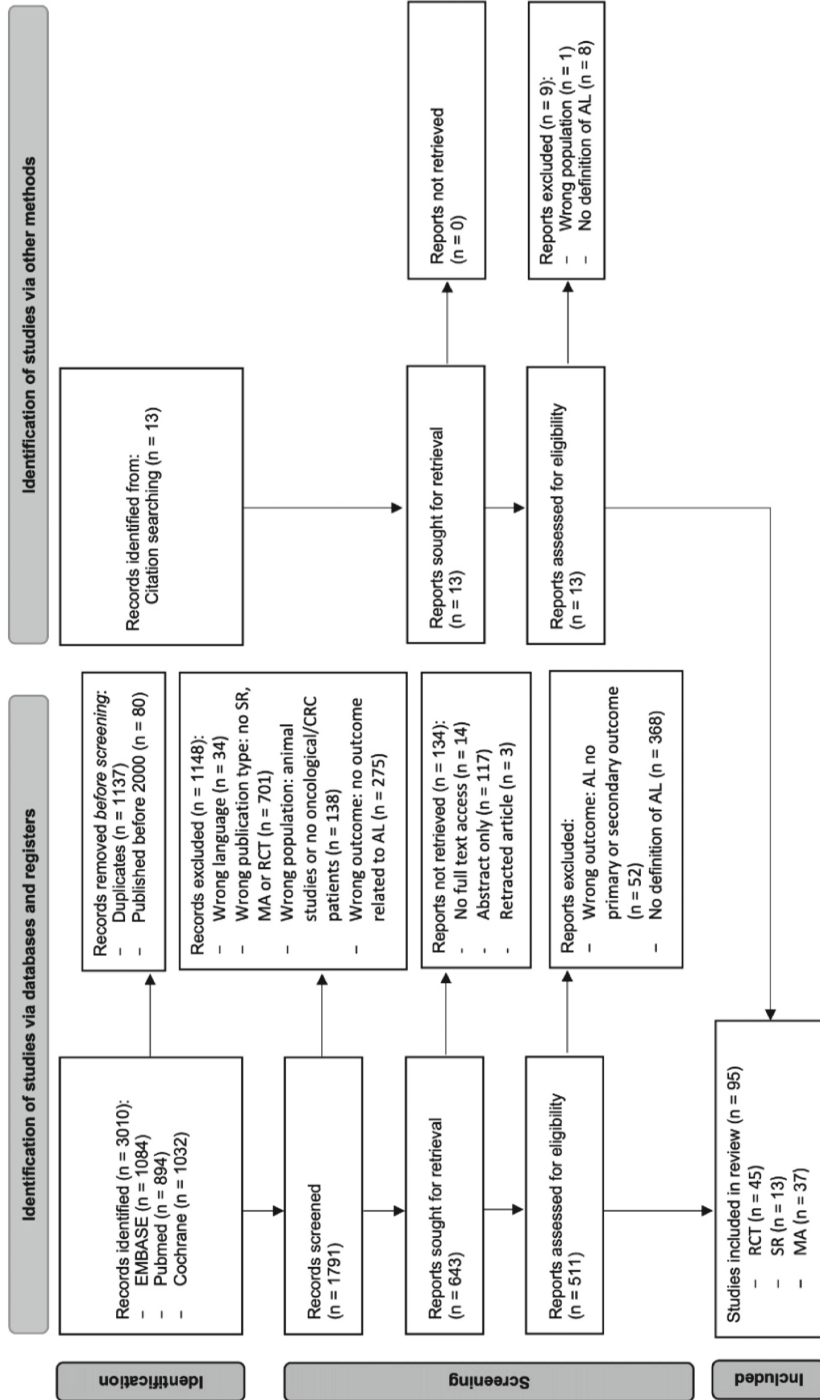 Identification of studies via databases and registers
Identification of studies via other methods
Identification
Records identified (n = 3010):
– EMBASE (n = 1084)
– Pubmed (n = 894)
– Cochrane (n = 1032)
Records removed before screening:
– Duplicates (n = 1137)
– Published before 2000 (n = 80)
Records identified from:
Citation searching (n = 13)
Screening
Records screened
(n = 1791)
Records excluded (n = 1148):
– Wrong language (n = 34)
– Wrong publication type: no SR,
MA or RCT (n = 701)
– Wrong population: animal
studies or no oncological/CRC
patients (n = 138)
– Wrong outcome: no outcome
related to AL (n = 275)
Reports sought for retrieval
(n = 643)
Reports not retrieved (n = 134):
- No full text access (n = 14)
- Abstract only (n = 117)
- Retracted article (n = 3)
Reports sought for retrieval
(n = 13)
Reports not retrieved
(n = 0)
Reports assessed for eligibility
(n = 511)
Reports excluded:
– Wrong outcome: AL no
primary or secondary outcome
(n = 52)
– No definition of AL (n = 368)
Reports assessed for eligibility
(n = 13)
Reports excluded (n = 9):
– Wrong population (n = 1)
– No definition of AL (n = 8)
Included
Studies included in review (n = 95)
– RCT (n = 45)
– SR (n = 13)
– MA (n = 37)